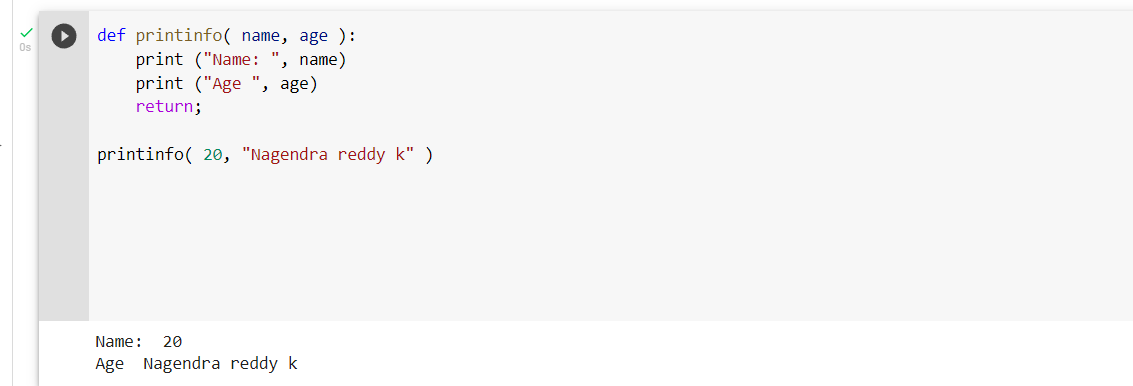 0s
def printinfo( name, age ):
    print ("Name: ", name)
    print ("Age ", age)
    return;
printinfo( 20, "Nagendra reddy k" )
Name:  20
Age  Nagendra reddy k